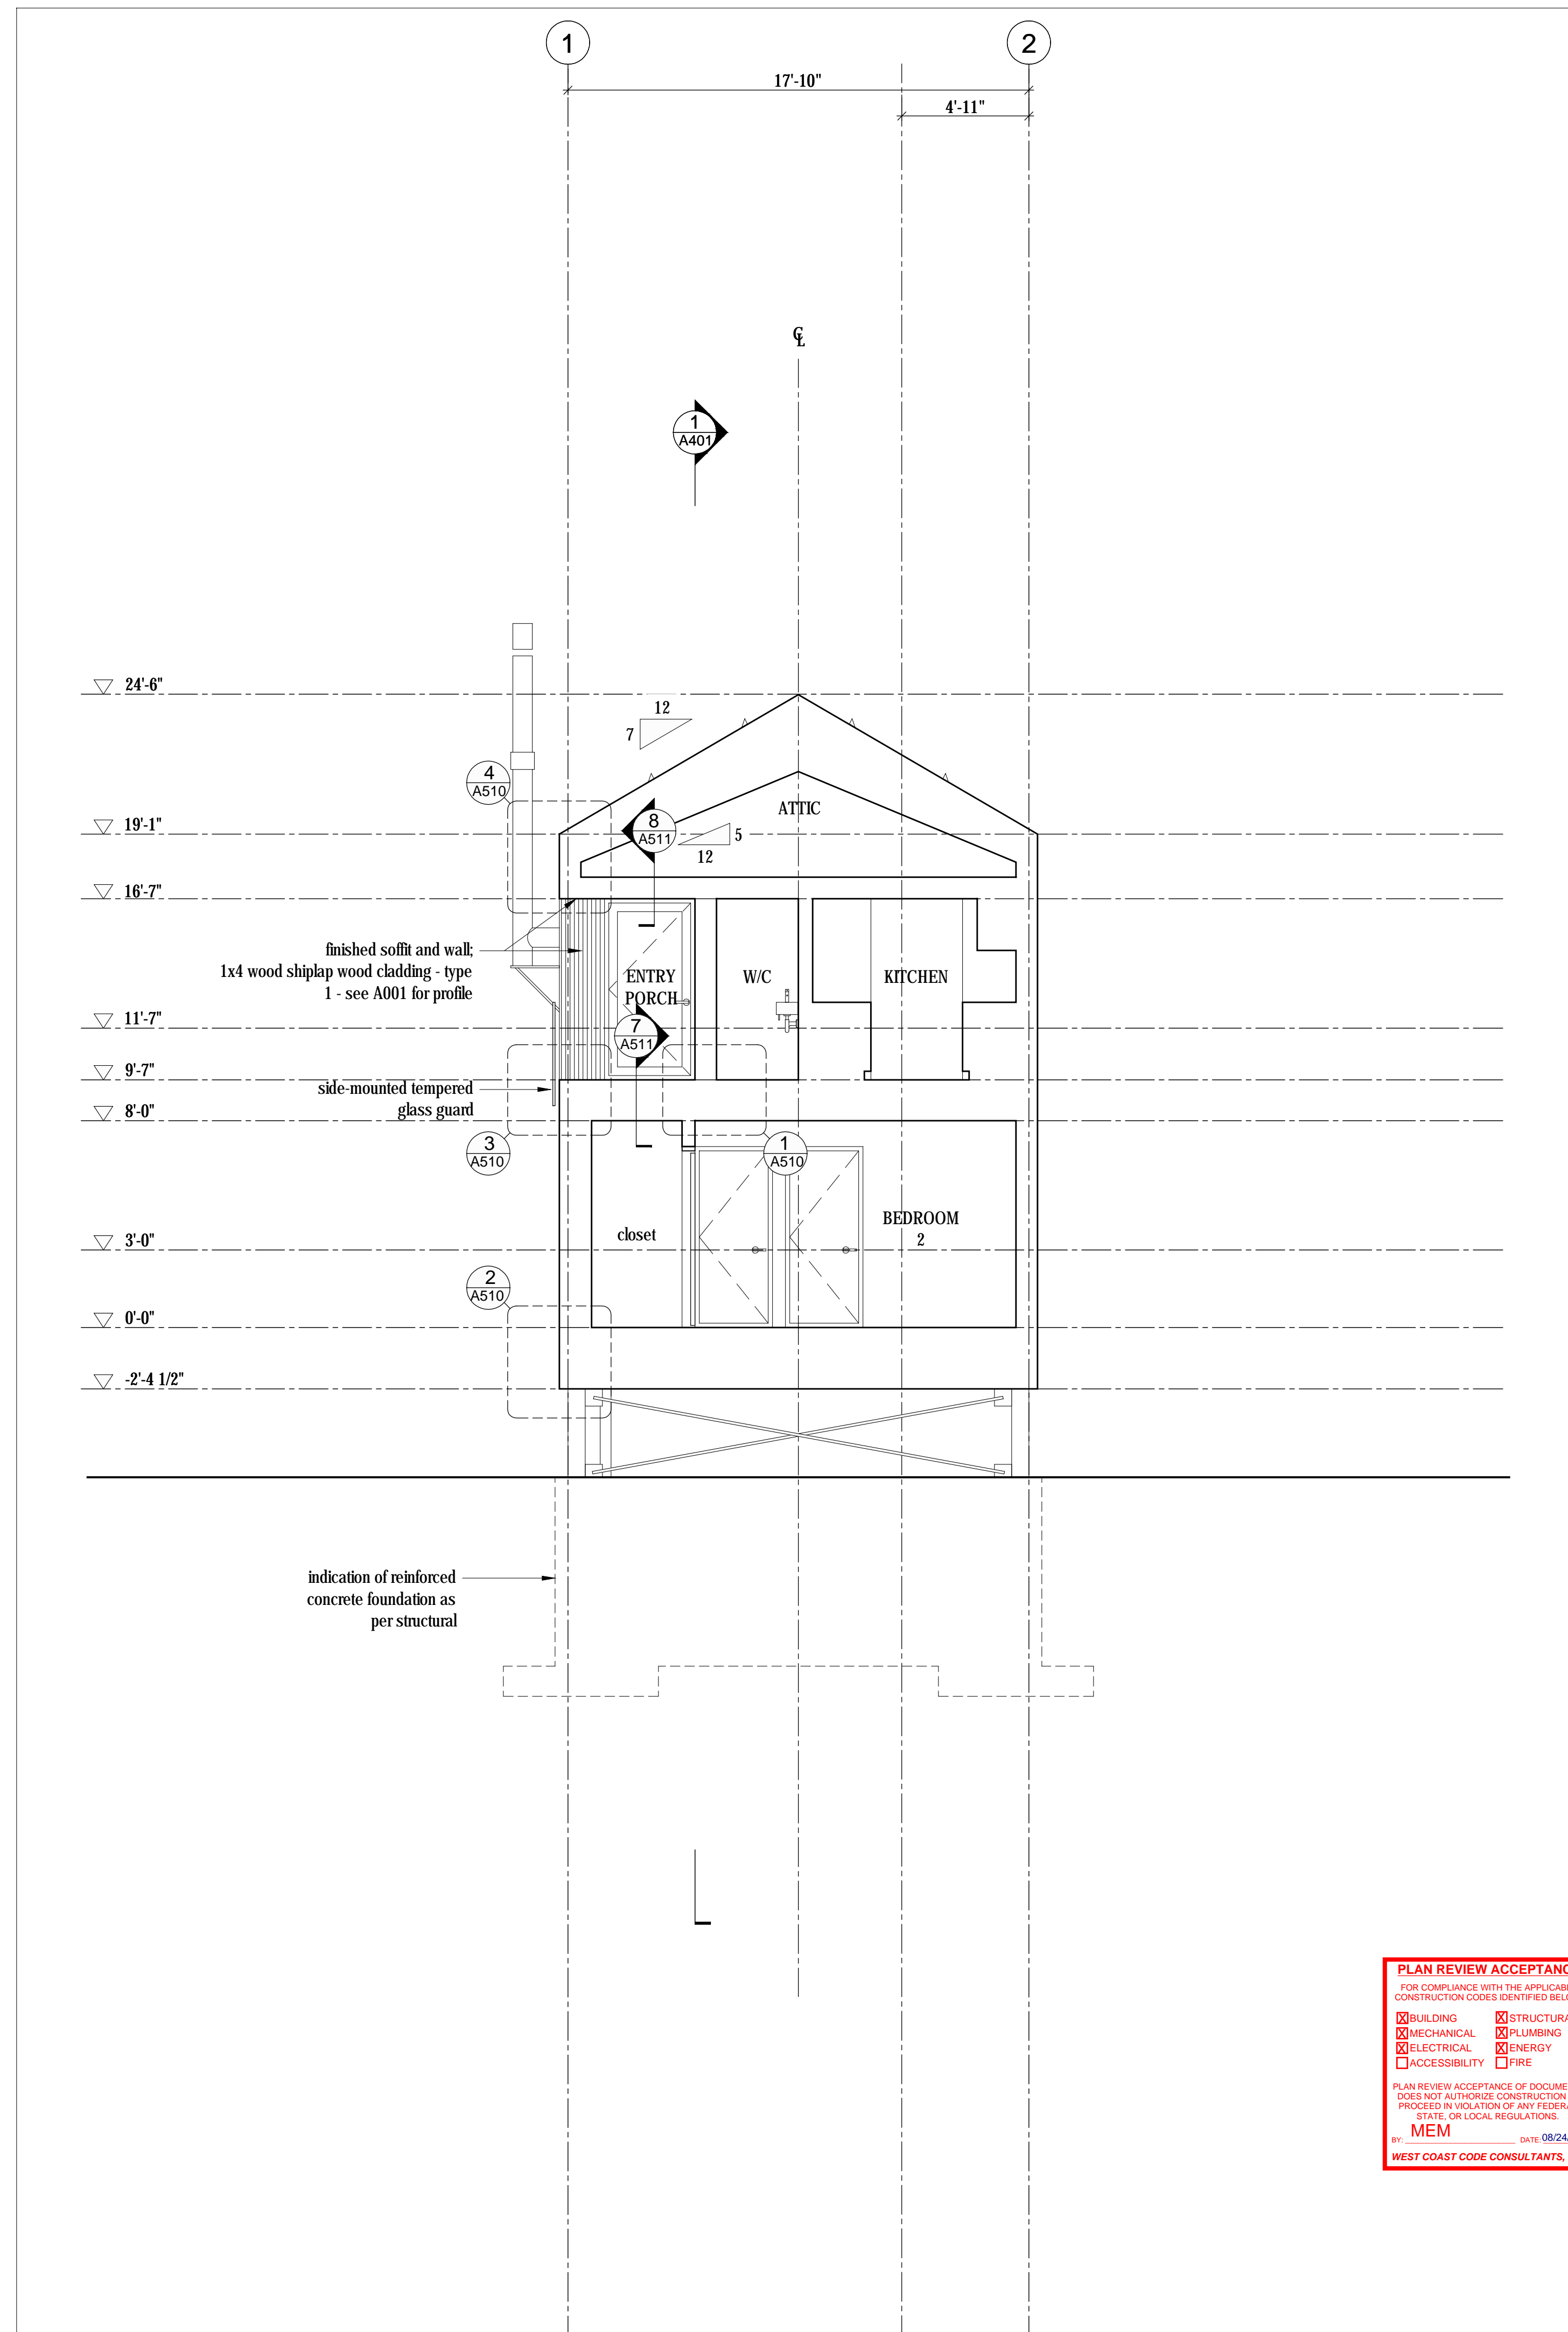 1
2
17'-10"
4'-11"
CL
1
A401
24'-6"
12
7
4
A510
ATTIC
19'-1"
8
A511
5
12
16'-7"
finished soffit and wall;
1x4 wood shiplap wood cladding - type
1 - see A001 for profile
ENTRY
PORCH
W/C
KITCHEN
11'-7"
7
A511
9'-7"
side-mounted tempered
glass guard
8'-0"
3
A510
1
A510
closet
BEDROOM
2
3'-0"
2
A510
0'-0"
-2'-4 1/2"
indication of reinforced
concrete foundation as
per structural
PLAN REVIEW
FOR COMPLIANCE WITH THE
CONSTRUCTION CODES IDENTIFIED
X BUILDING X
X MECHANICAL X PLUMBING
X ELECTRICAL X ENERGY
ACCESSIBILITY FIRE
PLAN REVIEW ACCEPTANCE OF
DOES NOT AUTHORIZE CONSTRUCTION
PROCEED IN VIOLATION OF ANY
STATE, OR LOCAL REGULATIONS.
BY: MEM DATE: 08/24/
WEST COAST CODE CONSULTANTS,